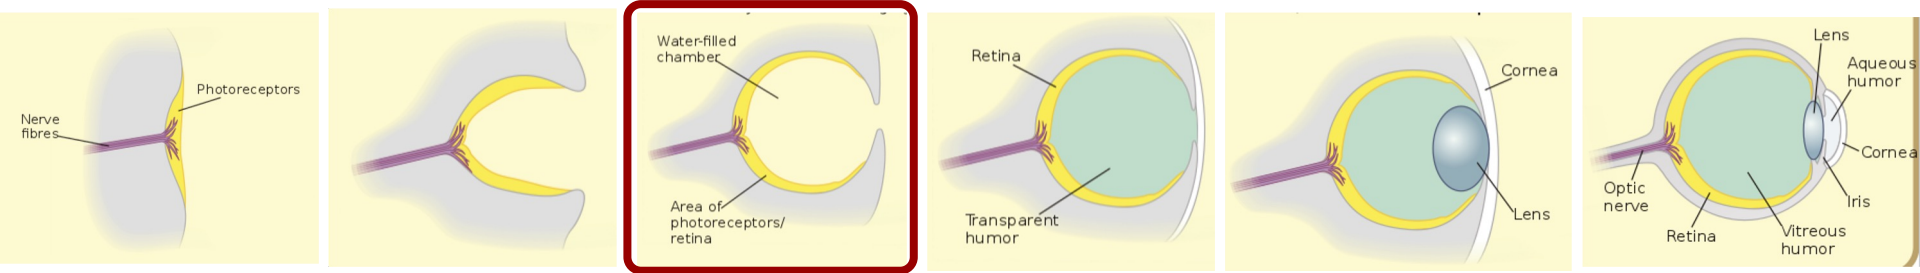 Photoreceptors
Nerve
fibres
Water-filled
chamber
Area of
photoreceptors/
retina
Retina
Transparent
humor
Cornea
Lens
Lens
Aqueous
humor
Cornea
Iris
Optic
nerve
Retina
Vitreous
humor